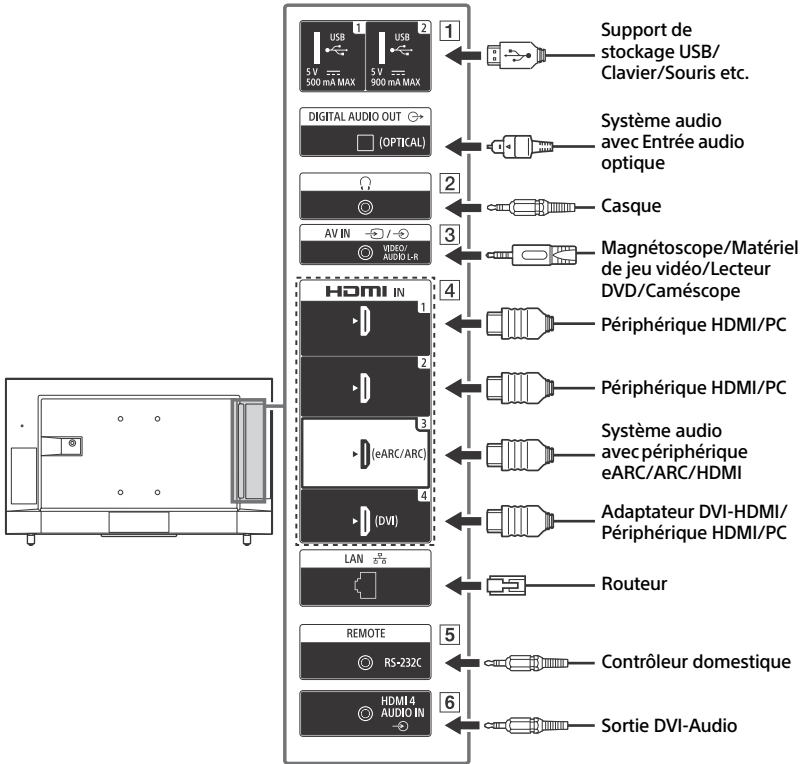 1
USB
5 V
500 mA MAX
2
USB
5 V
900 mA MAX
1
Support de
stockage USB/
Clavier/Souris etc.
DIGITAL AUDIO OUT
(OPTICAL)
Système audio
avec Entrée audio
optique
2
Casque
AV IN
/
VIDEO/
AUDIO L-R
3
Magnétoscope/Matériel
de jeu vidéo/Lecteur
DVD/Caméscope
HDMI IN
4
1
Périphérique HDMI/PC
2
Périphérique HDMI/PC
3
(eARC/ARC)
Système audio
avec périphérique
eARC/ARC/HDMI
4
(DVI)
Adaptateur DVI-HDMI/
Périphérique HDMI/PC
LAN
Routeur
REMOTE
RS-232C
5
Contrôleur domestique
HDMI 4
AUDIO IN
6
Sortie DVI-Audio